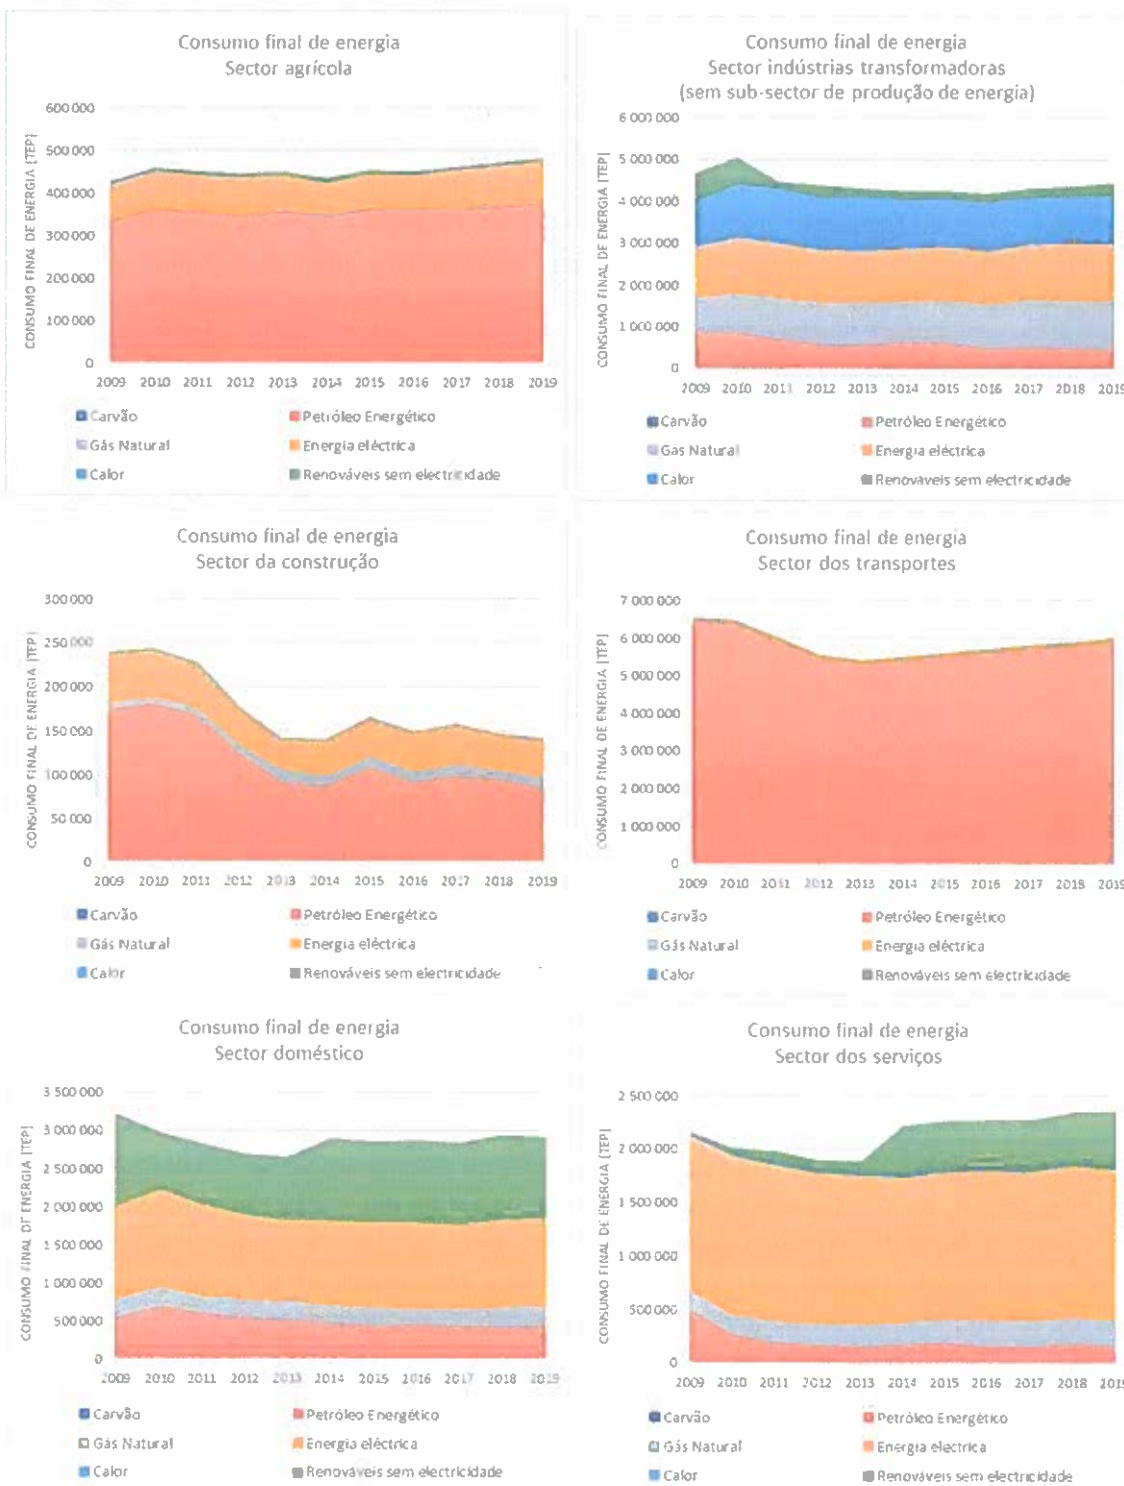 Consumo final de energia
Sector agrícola
CONSUMO FINAL DE ENERGIA [TEP]
600 000
500 000
400 000
300 000
200 000
100 000
0
2009 2010 2011 2012 2013 2014 2015 2016 2017 2018 2019
Carvão Petróleo Energético
Gás Natural Energia eléctrica
Calor Renováveis sem electricidade
Consumo final de energia
Sector indústrias transformadoras
(sem sub-sector de produção de energia)
CONSUMO FINAL DE ENERGIA [TEP]
6 000 000
5 000 000
4 000 000
3 000 000
2 000 000
1 000 000
0
2009 2010 2011 2012 2013 2014 2015 2016 2017 2018 2019
Carvão Petróleo Energético
Gás Natural Energia eléctrica
Calor Renováveis sem electricidade
Consumo final de energia
Sector da construção
CONSUMO FINAL DE ENERGIA [TEP]
300 000
250 000
200 000
150 000
100 000
50 000
0
2009 2010 2011 2012 2013 2014 2015 2016 2017 2018 2019
Carvão Petróleo Energético
Gás Natural Energia eléctrica
Calor Renováveis sem electricidade
Consumo final de energia
Sector dos transportes
CONSUMO FINAL DE ENERGIA [TEP]
7 000 000
6 000 000
5 000 000
4 000 000
3 000 000
2 000 000
1 000 000
0
2009 2010 2011 2012 2013 2014 2015 2016 2017 2018 2019
Carvão Petróleo Energético
Gás Natural Energia eléctrica
Calor Renováveis sem electricidade
Consumo final de energia
Sector doméstico
CONSUMO FINAL DE ENERGIA [TEP]
3 500 000
3 000 000
2 500 000
2 000 000
1 500 000
1 000 000
500 000
0
2009 2010 2011 2012 2013 2014 2015 2016 2017 2018 2019
Carvão Petróleo Energético
Gás Natural Energia eléctrica
Calor Renováveis sem electricidade
Consumo final de energia
Sector dos serviços
CONSUMO FINAL DE ENERGIA [TEP]
2 500 000
2 000 000
1 500 000
1 000 000
500 000
0
2009 2010 2011 2012 2013 2014 2015 2016 2017 2018 2019
Carvão Petróleo Energético
Gás Natural Energia electrica
Calor Renováveis sem electricidade